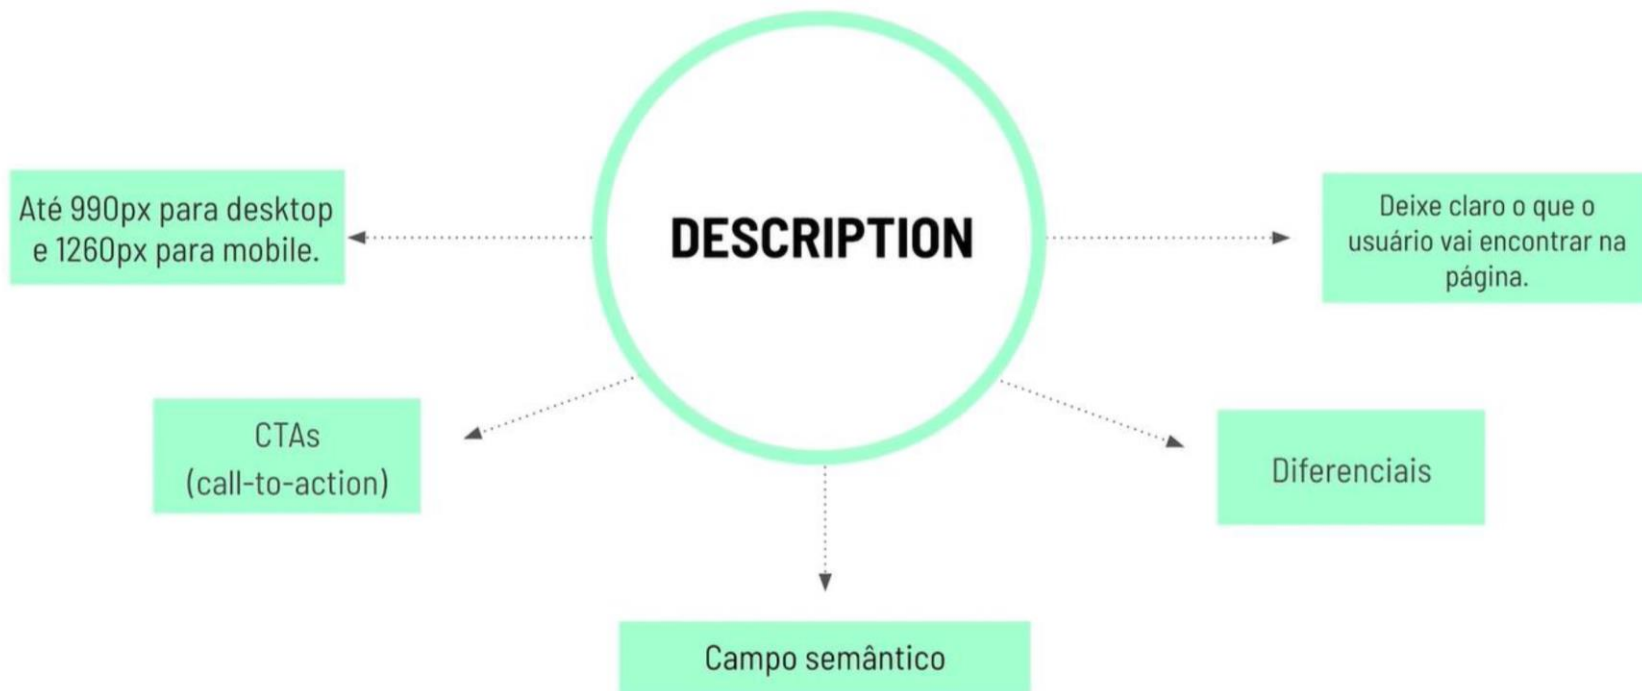 DESCRIPTION
Até 990px para desktop
e 1260px para mobile.
Deixe claro o que o
usuário vai encontrar na
página.
CTAs
(call-to-action)
Diferenciais
Campo semântico